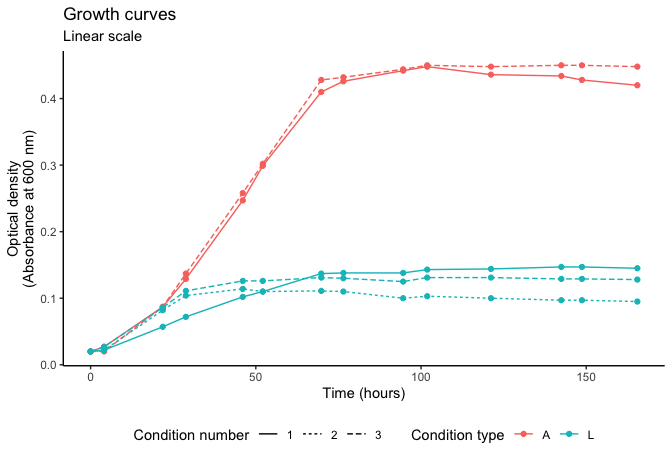 Growth curves
Linear scale
Optical density
(Absorbance at 600 nm)
0.4
0.3
0.2
0.1
0.0
0 50 100 150
Time (hours)
Condition number 1 2 3 Condition type A L